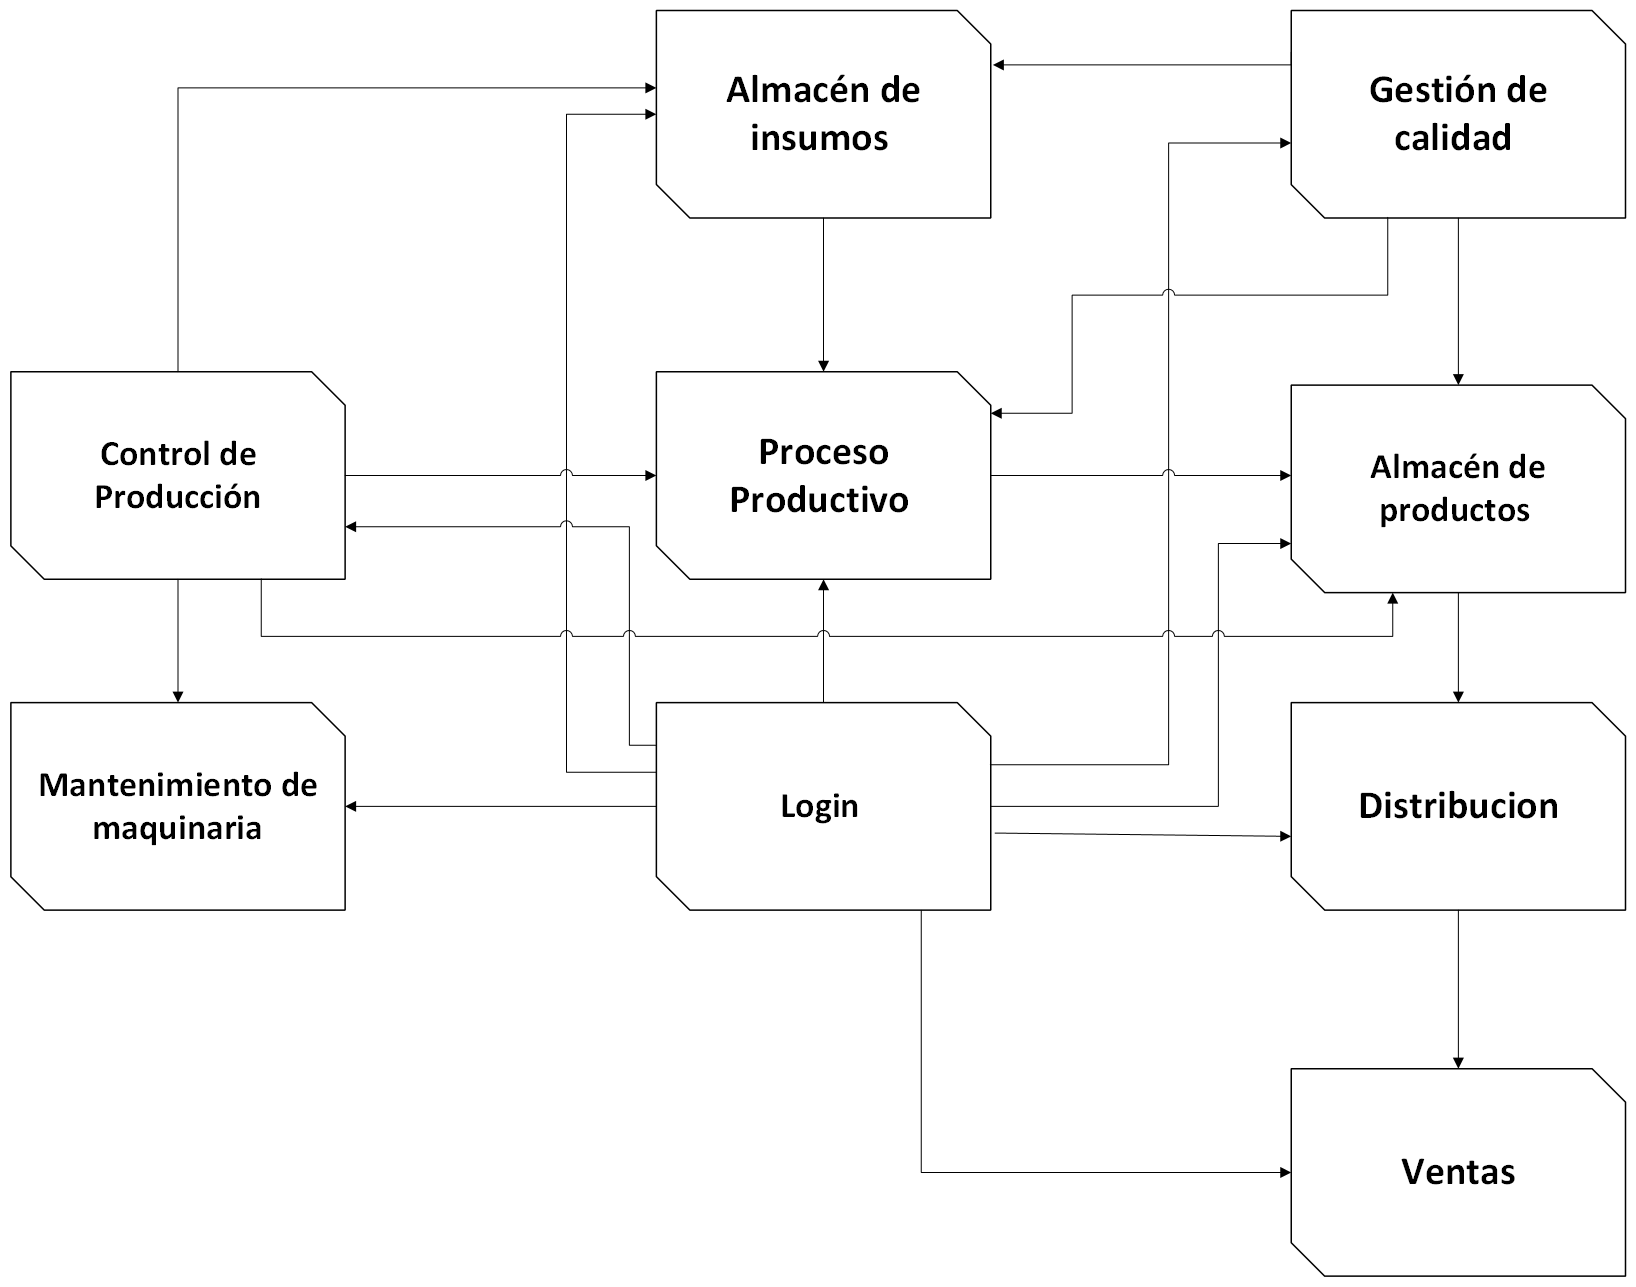 Almacén de
insumos
Gestión de
calidad
Control de
Producción
Proceso
Productivo
Almacén de
productos
Mantenimiento de
maquinaria
Login
Distribucion
Ventas